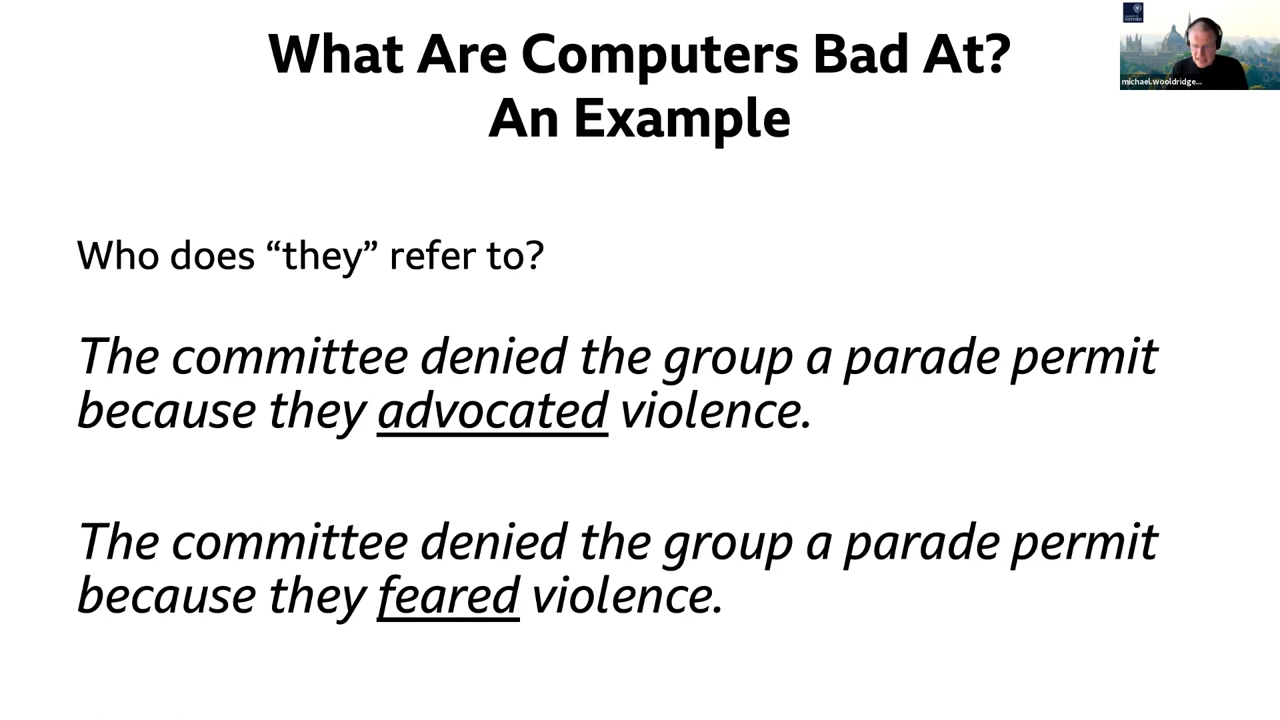 What Are Computers Bad At?
An Example
michael.wooldridge...
Who does “they” refer to?
The committee denied the group a parade permit
because they advocated violence.
The committee denied the group a parade permit
because they feared violence.